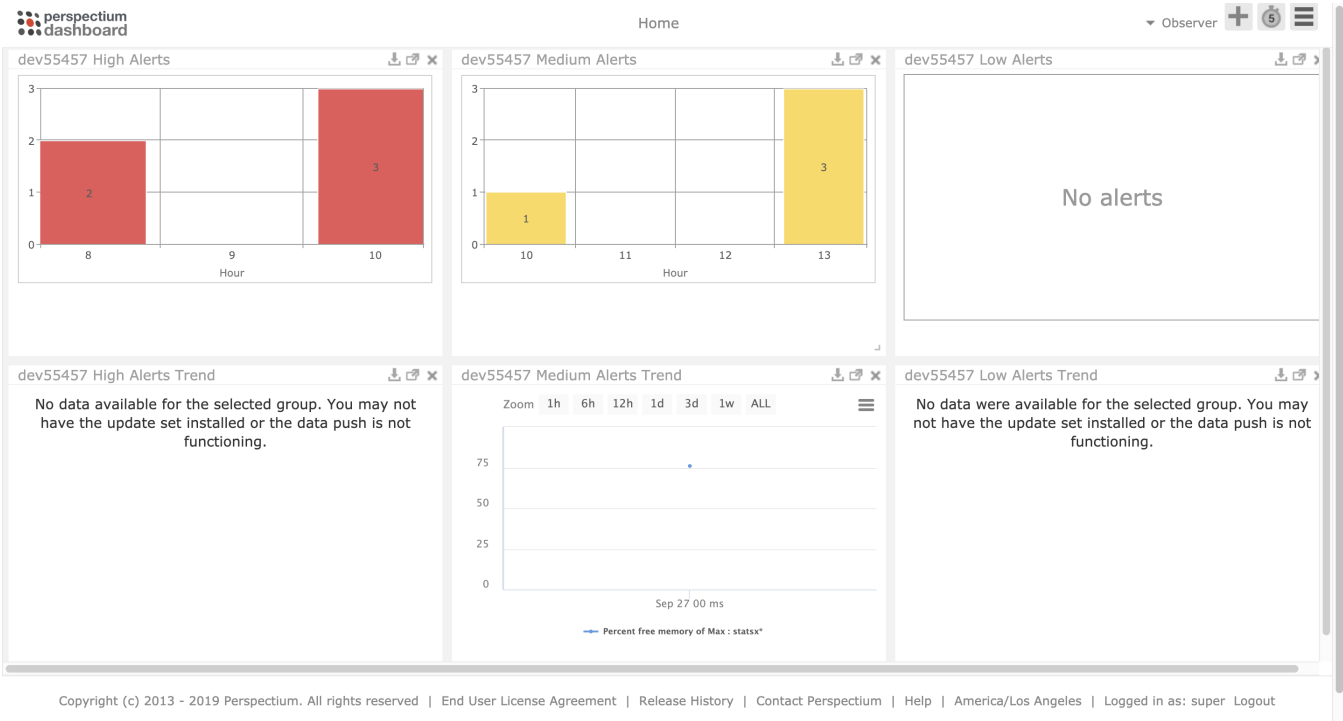 perspectium
dashboard
Home
Observer
5
dev55457 High Alerts
3
2
1
0
2
3
8 9 10
Hour
dev55457 Medium Alerts
3
2
1
0
1
3
10 11 12 13
Hour
dev55457 Low Alerts
No alerts
dev55457 High Alerts Trend
No data available for the selected group. You may not
have the update set installed or the data push is not
functioning.
dev55457 Medium Alerts Trend
Zoom 1h 6h 12h 1d 3d 1w ALL
75
50
25
0
Sep 27 00 ms
Percent free memory of Max : statsx*
dev55457 Low Alerts Trend
No data were available for the selected group. You may
not have the update set installed or the data push is not
functioning.
Copyright (c) 2013 - 2019 Perspectium. All rights reserved | End User License Agreement | Release History | Contact Perspectium | Help | America/Los Angeles | Logged in as: super Logout